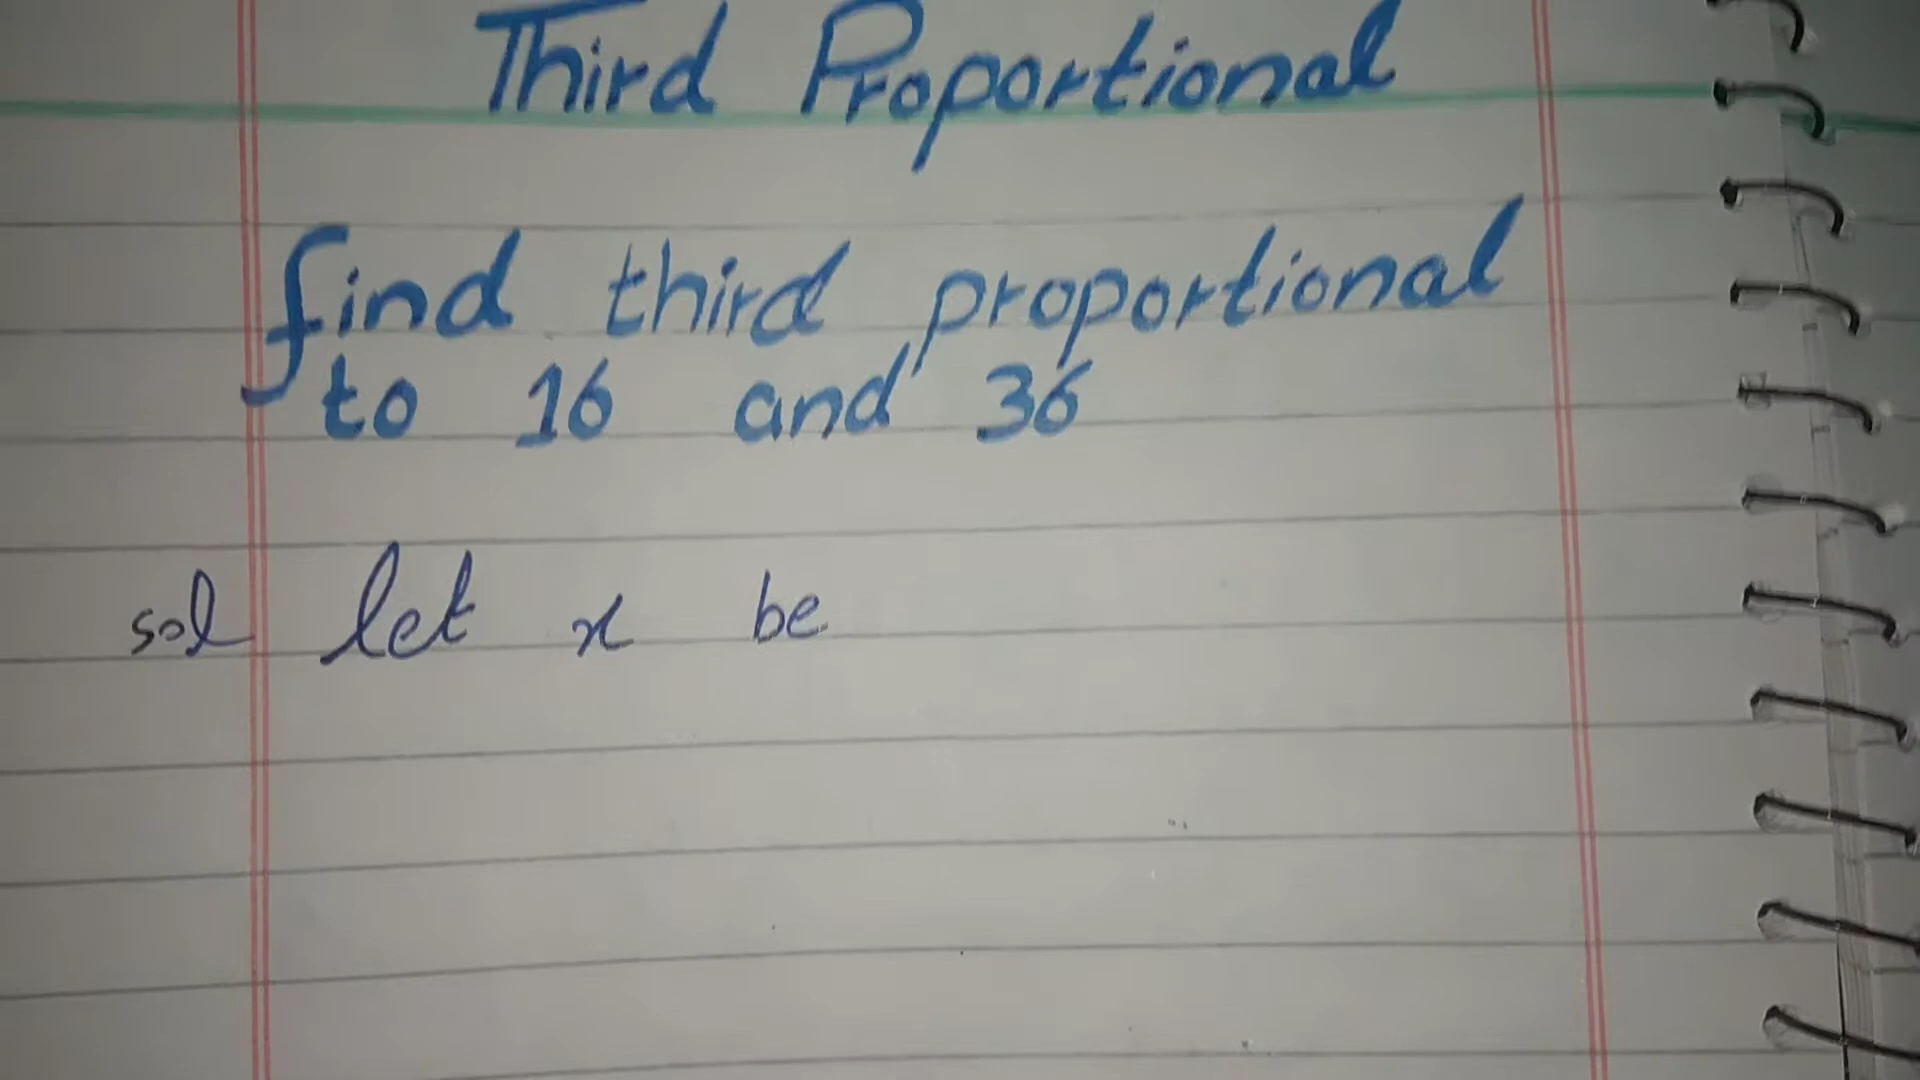 Third Proportional
find third proportional
to 16 and 36
sol let x be